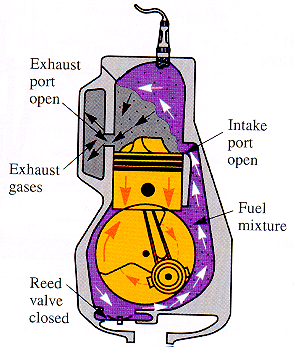 Exhaust
port
open
Exhaust
gases
Intake
port
open
Fuel
mixture
Reed
valve
closed